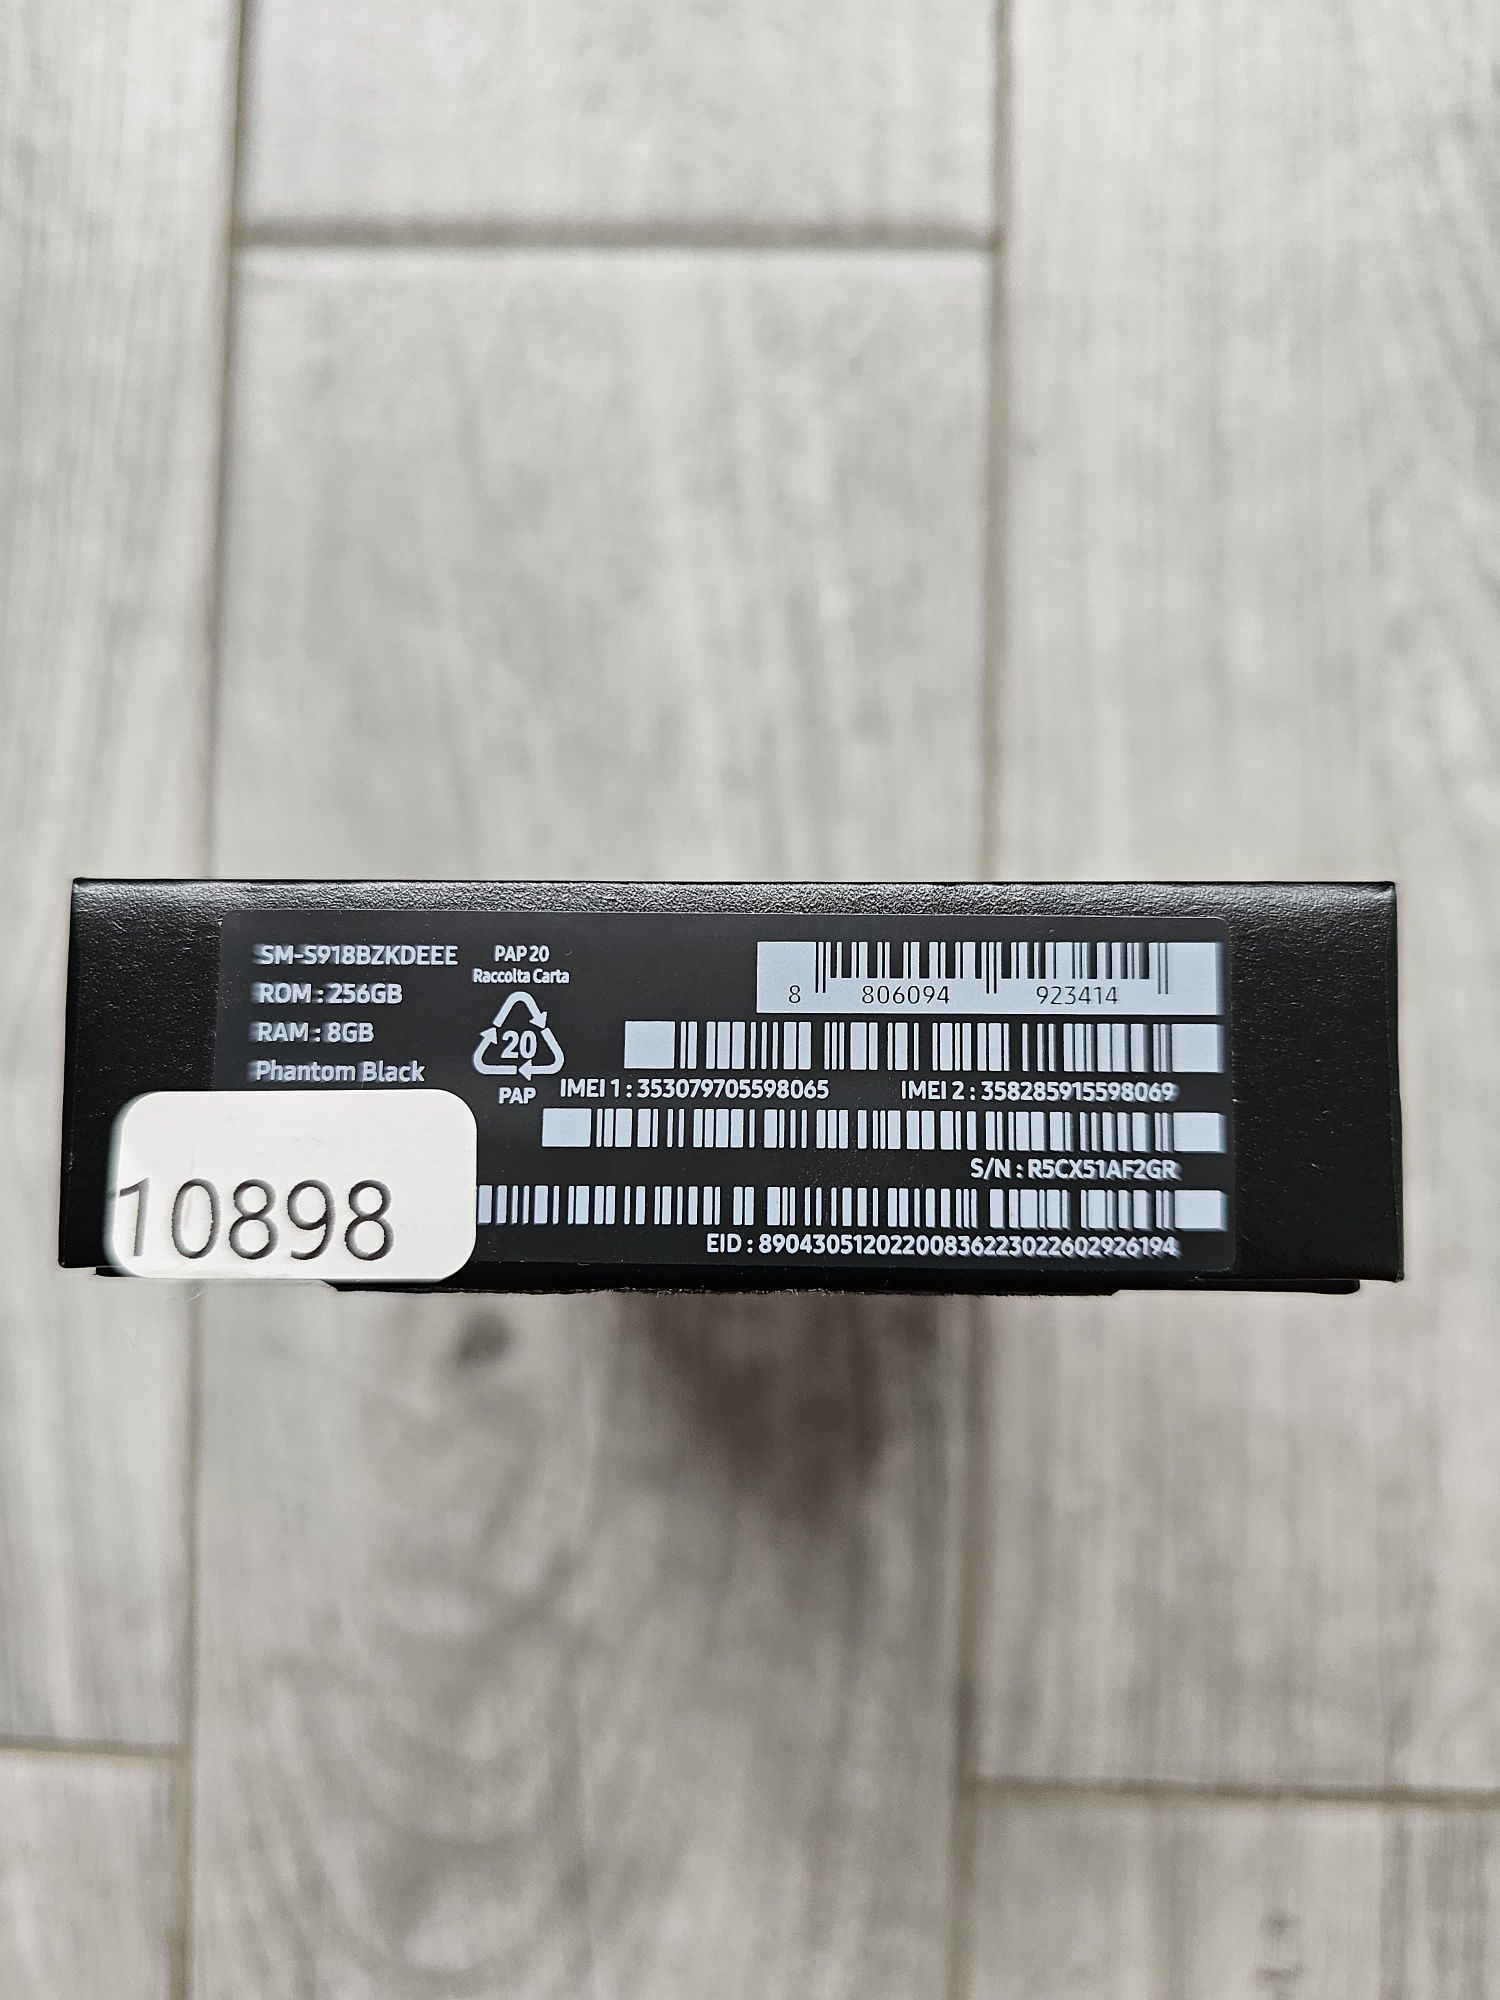 SM-S918BZKDEEE
ROM : 256GB
RAM : 8GB
Phantom Black
PAP 20
Raccolta Carta
20
PAP
8 806094 923414
IMEI 1 : 353079705598065 IMEI 2 : 358285915598069
S/N : R5CX51AF2GR
EID : 89043051202200836223022602926194
10898